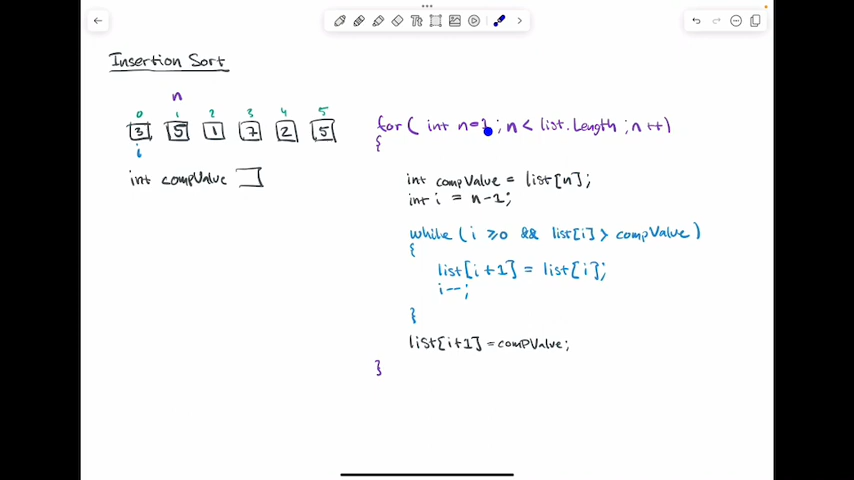 Insertion Sort
n
0 1 2 3 4 5
3 5 1 7 2 5
i
int compValue
for( int n=1; n < list.Length ; n++)
{
int compValue = list[n];
int i = n-1;
while ( i ≥ 0 && list[i] > compValue )
{
list[i+1] = list[i];
i--;
}
list[i+1] = compValue;
}